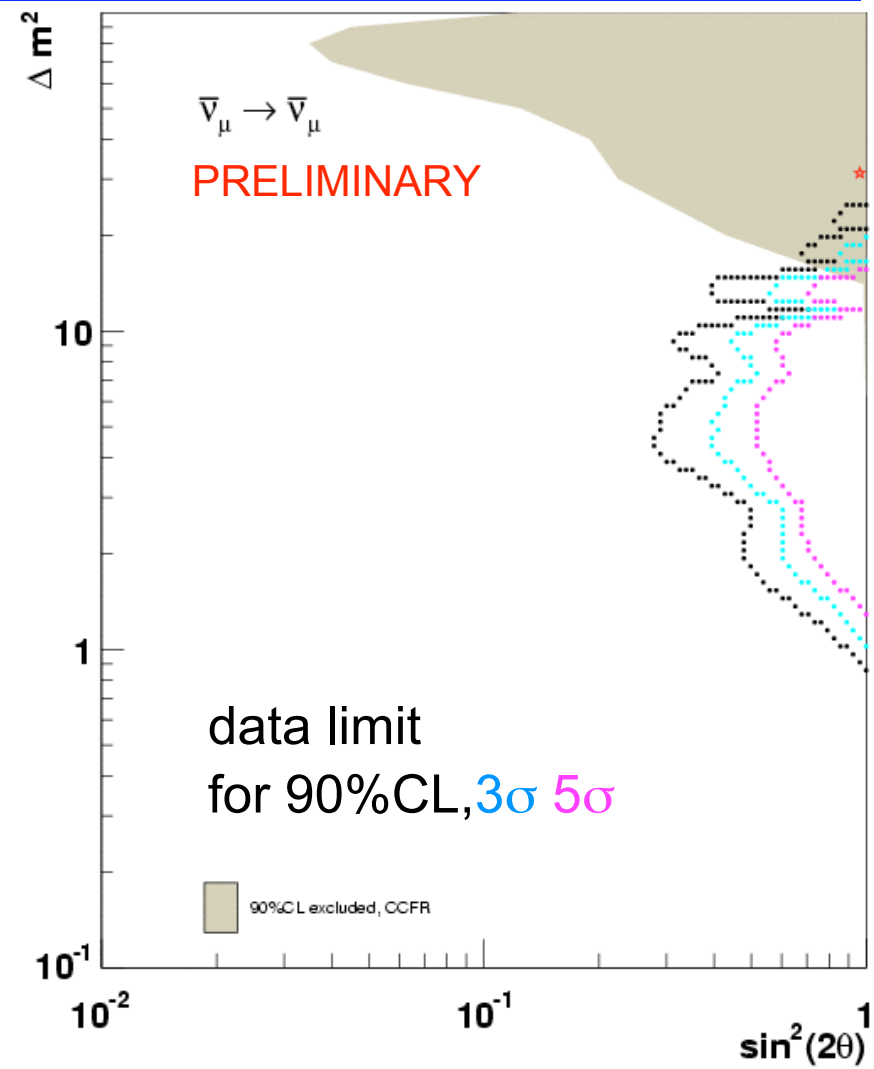 Δ m²
ν̅μ → ν̅μ
PRELIMINARY
10
1
data limit
for 90%CL,3σ 5σ
90%CL excluded, CCFR
10⁻¹
10⁻²
10⁻¹
1
sin²(2θ)